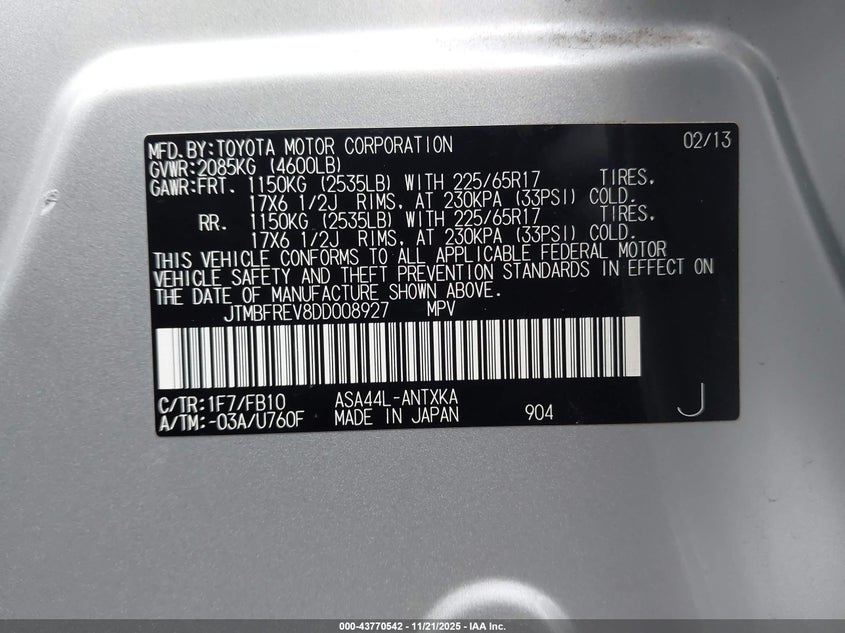 MFD.BY:TOYOTA MOTOR CORPORATION 02/13
GVWR:2085KG (4600LB)
GAWR:FRT. 1150KG (2535LB) WITH 225/65R17 TIRES,
17X6 1/2J RIMS, AT 230KPA (33PSI) COLD.
RR. 1150KG (2535LB) WITH 225/65R17 TIRES,
17X6 1/2J RIMS, AT 230KPA (33PSI) COLD.
THIS VEHICLE CONFORMS TO ALL APPLICABLE FEDERAL MOTOR
VEHICLE SAFETY AND THEFT PREVENTION STANDARDS IN EFFECT ON
THE DATE OF MANUFACTURE SHOWN ABOVE.
JTMBFREV8DD008927 MPV
C/TR:1F7/FB10 ASA44L-ANTXKA
A/TM:-03A/U760F MADE IN JAPAN 904 J
000-43770542 - 11/21/2025 - IAA Inc.